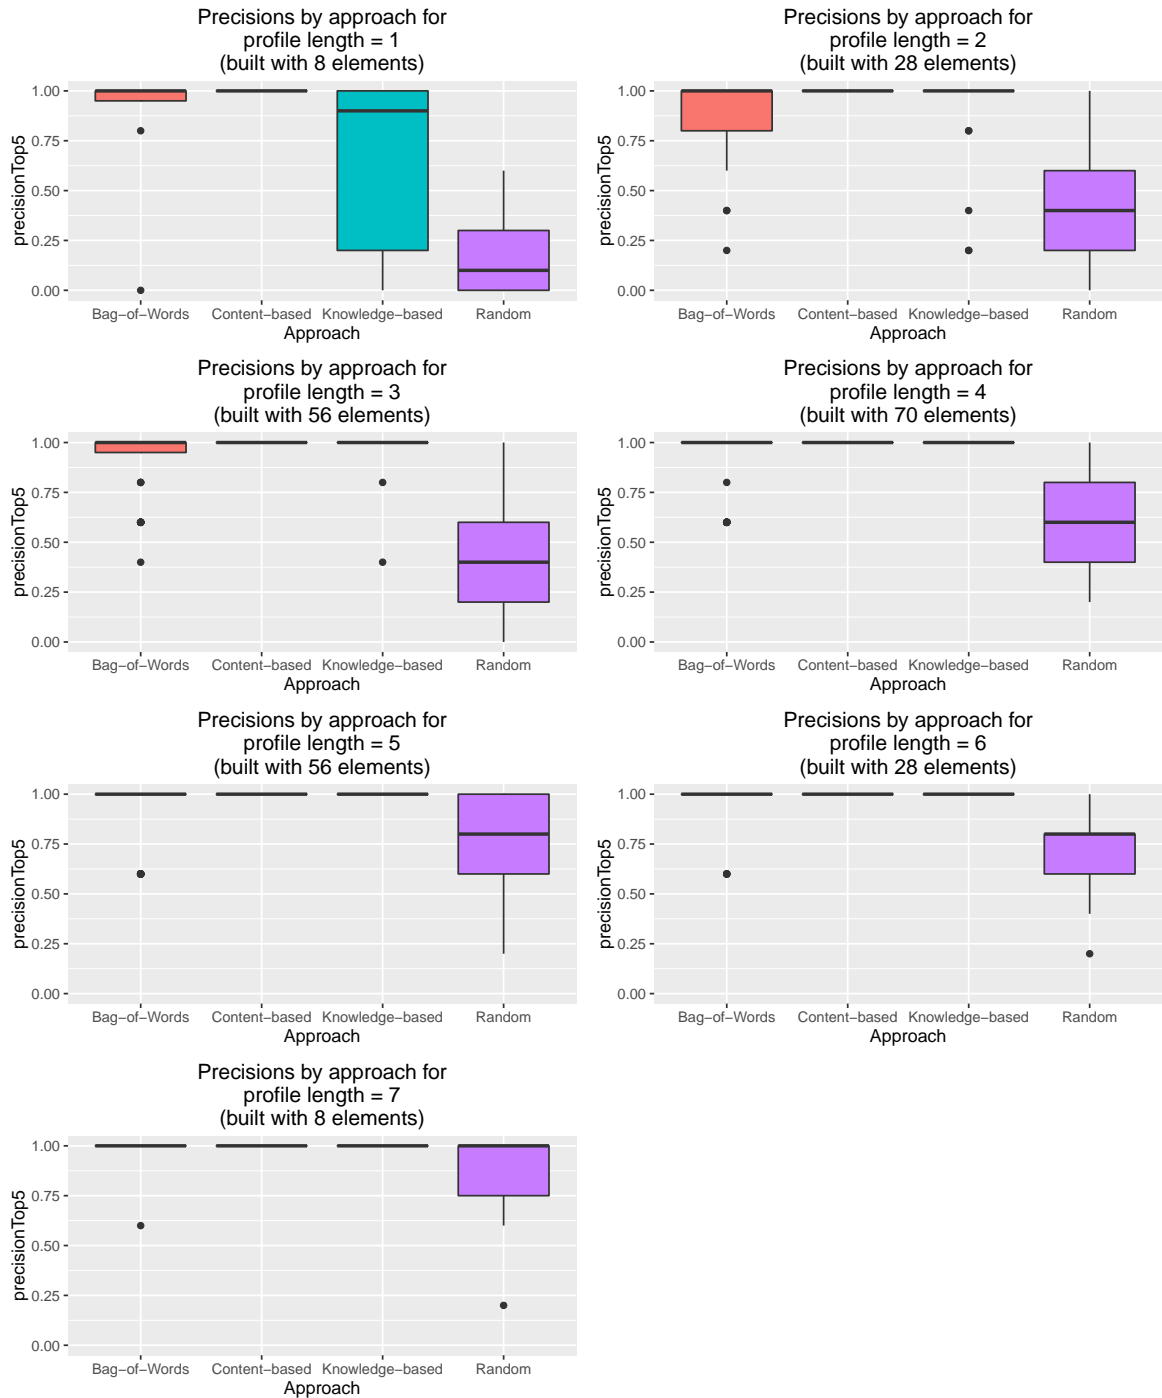 Precisions by approach for
profile length = 1
(built with 8 elements)
precisionTop5
1.00
0.75
0.50
0.25
0.00
Bag−of−Words Content−based Knowledge−based Random
Approach
Precisions by approach for
profile length = 2
(built with 28 elements)
precisionTop5
1.00
0.75
0.50
0.25
0.00
Bag−of−Words Content−based Knowledge−based Random
Approach
Precisions by approach for
profile length = 3
(built with 56 elements)
precisionTop5
1.00
0.75
0.50
0.25
0.00
Bag−of−Words Content−based Knowledge−based Random
Approach
Precisions by approach for
profile length = 4
(built with 70 elements)
precisionTop5
1.00
0.75
0.50
0.25
0.00
Bag−of−Words Content−based Knowledge−based Random
Approach
Precisions by approach for
profile length = 5
(built with 56 elements)
precisionTop5
1.00
0.75
0.50
0.25
0.00
Bag−of−Words Content−based Knowledge−based Random
Approach
Precisions by approach for
profile length = 6
(built with 28 elements)
precisionTop5
1.00
0.75
0.50
0.25
0.00
Bag−of−Words Content−based Knowledge−based Random
Approach
Precisions by approach for
profile length = 7
(built with 8 elements)
precisionTop5
1.00
0.75
0.50
0.25
0.00
Bag−of−Words Content−based Knowledge−based Random
Approach